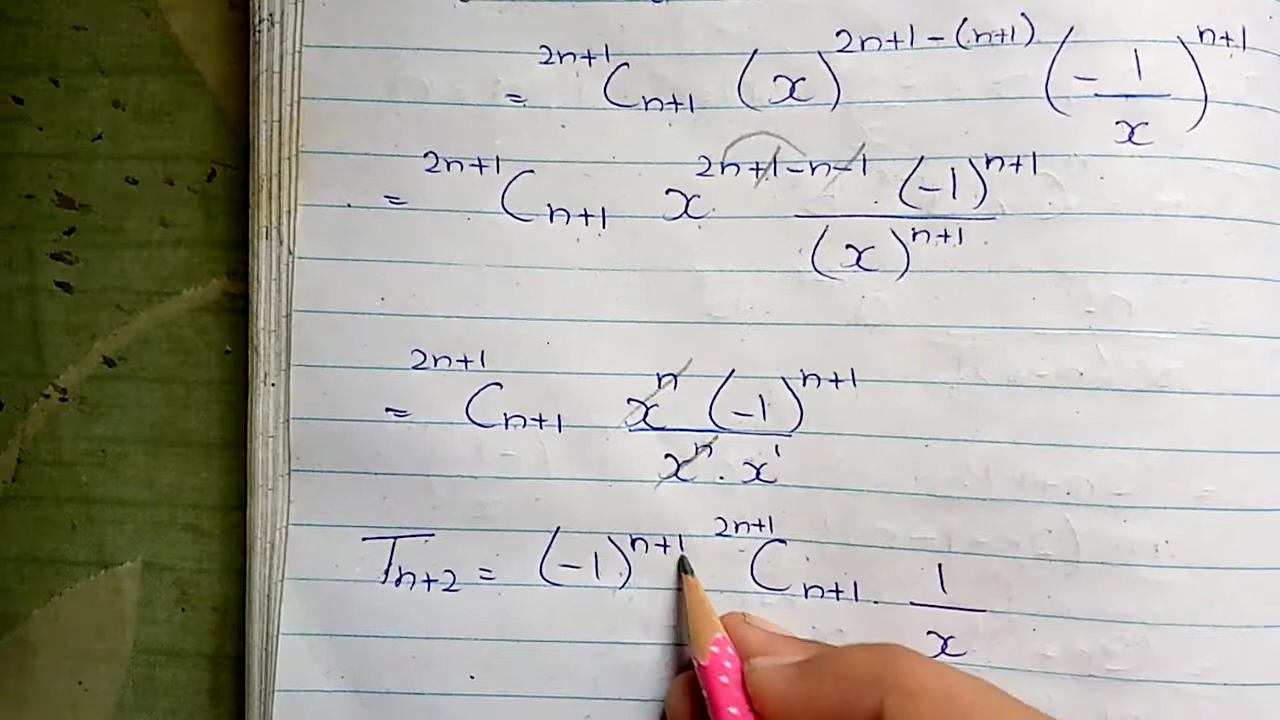 = ²ⁿ⁺¹Cₙ₊₁ (x)²ⁿ⁺¹⁻⁽ⁿ⁺¹⁾ (-1/x)ⁿ⁺¹
= ²ⁿ⁺¹Cₙ₊₁ x²ⁿ⁺¹⁻ⁿ⁻¹ . (-1)ⁿ⁺¹/(x)ⁿ⁺¹
= ²ⁿ⁺¹Cₙ₊₁ xⁿ (-1)ⁿ⁺¹/xⁿ . x¹
Tₙ₊₂ = (-1)ⁿ⁺¹ ²ⁿ⁺¹Cₙ₊₁ . 1/x